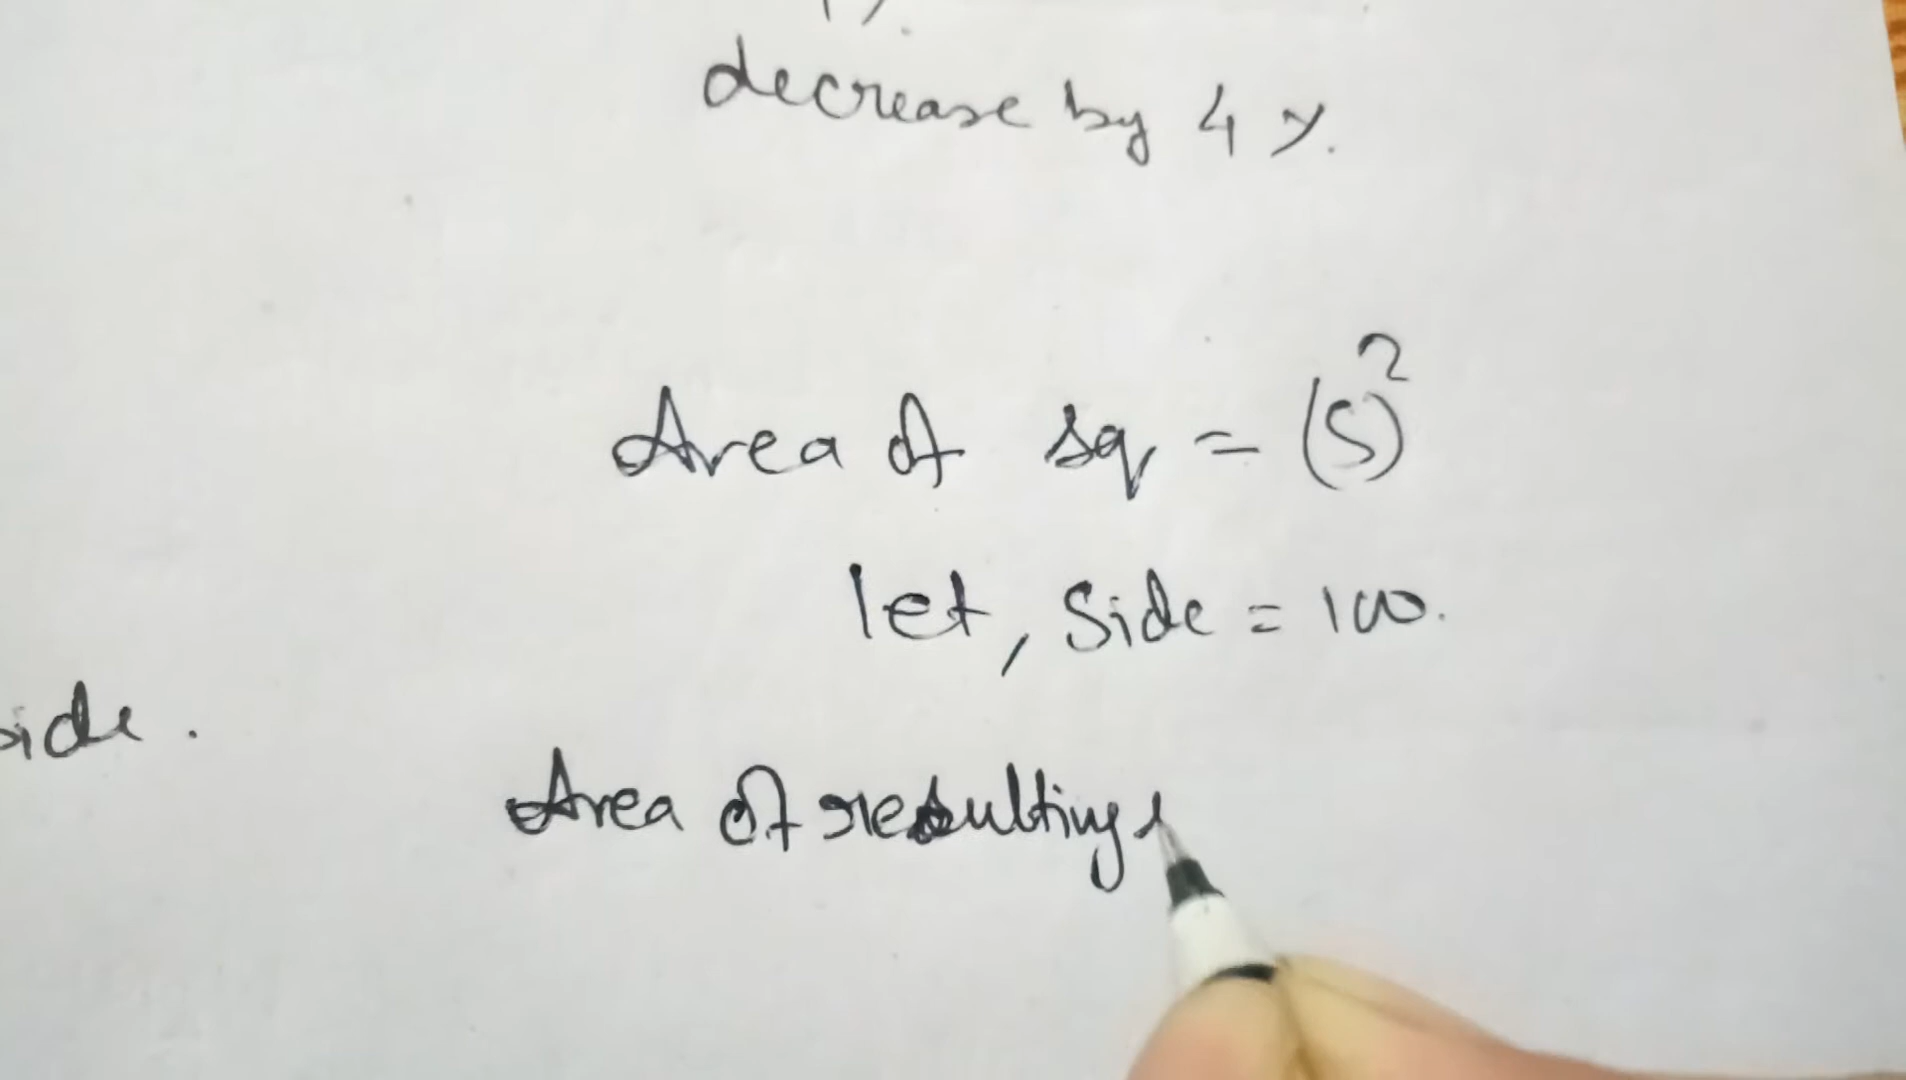 decrease by 4 %.
Area of sq = (S)²
let, Side = 100.
ide.
Area of resulting s